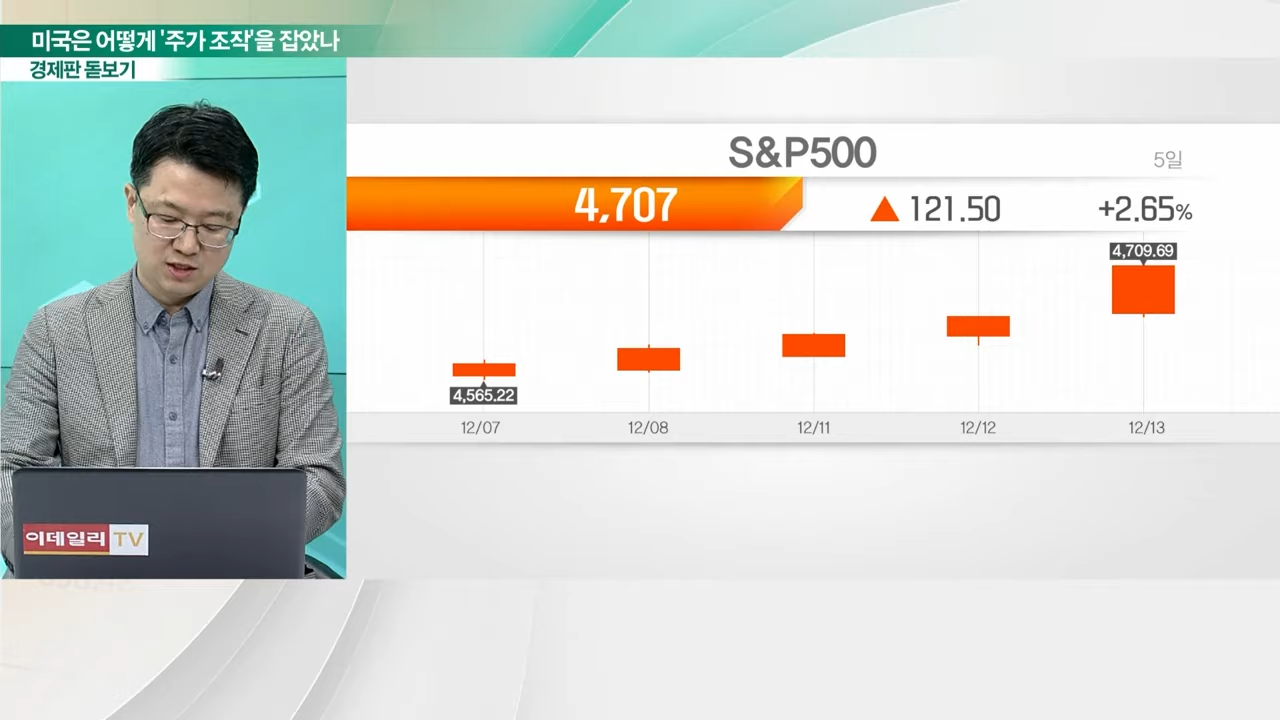 미국은 어떻게 '주가 조작'을 잡았나
경제판 돋보기
S&P500
5일
4,707
▲ 121.50
+2.65%
4,709.69
4,565.22
12/07
12/08
12/11
12/12
12/13
이데일리 TV